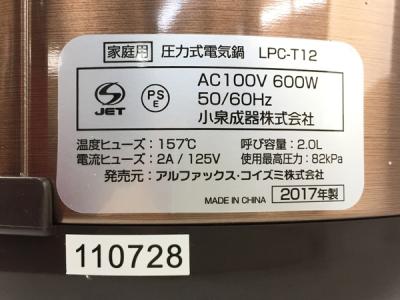 家庭用 圧力式電気鍋 LPC-T12
S JET
PS E
AC100V 600W
50/60Hz
小泉成器株式会社
温度ヒューズ：157℃ 呼び容量：2.0L
電流ヒューズ：2A / 125V 使用最高圧力：82kPa
発売元：アルファックス・コイズミ株式会社
MADE IN CHINA 2017年製
110728